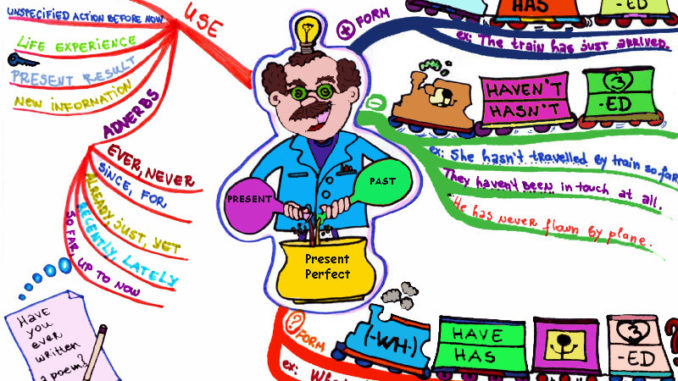 UNSPECIFIED ACTION BEFORE NOW
LIFE EXPERIENCE
PRESENT RESULT
NEW INFORMATION
USE
ADVERBS
EVER, NEVER
SINCE, FOR
ALREADY, JUST, YET
RECENTLY, LATELY
SO FAR, UP TO NOW
Have
you
ever
written
a poem?
PRESENT
PAST
Present
Perfect
+ FORM
HAS
-ED
ex: The train has just arrived.
-
HAVEN'T
HASN'T
3
-ED
ex: She hasn't travelled by train so far.
They haven't BEEN in touch at all.
He has never flown by plane.
? FORM
(-WH-)
HAVE
HAS
3
-ED
?
ex: